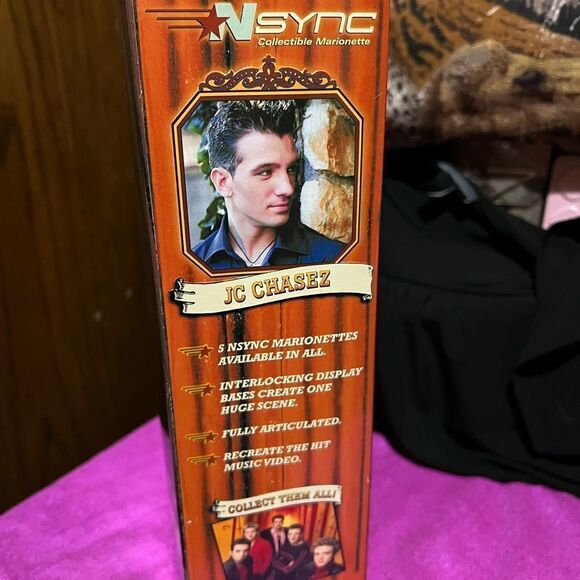 NSYNC
Collectible Marionette
JC CHASEZ
5 NSYNC MARIONETTES
AVAILABLE IN ALL.
INTERLOCKING DISPLAY
BASES CREATE ONE
HUGE SCENE.
FULLY ARTICULATED.
RECREATE THE HIT
MUSIC VIDEO.
COLLECT THEM ALL!